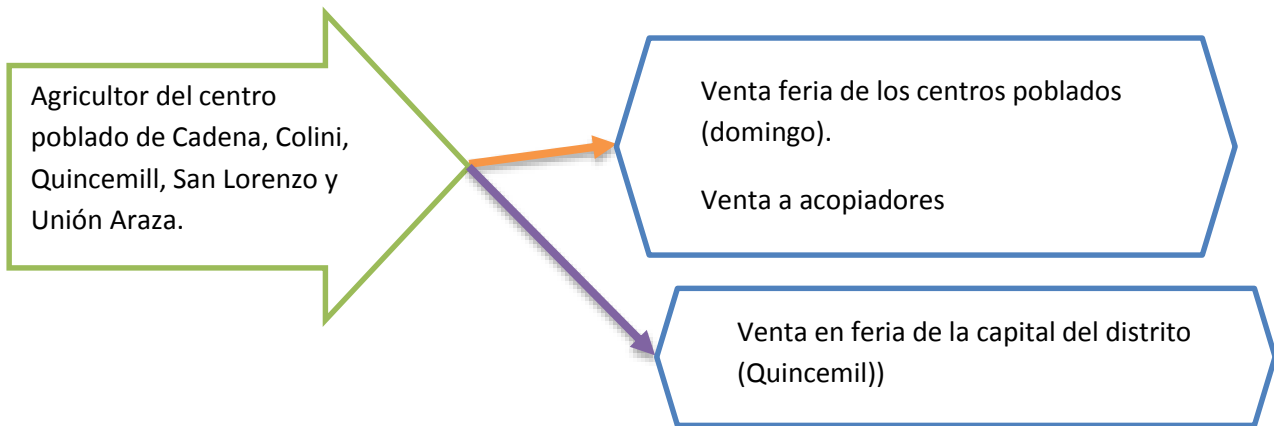 Agricultor del centro
poblado de Cadena, Colini,
Quincemill, San Lorenzo y
Unión Araza.
Venta feria de los centros poblados
(domingo).
Venta a acopiadores
Venta en feria de la capital del distrito
(Quincemil))